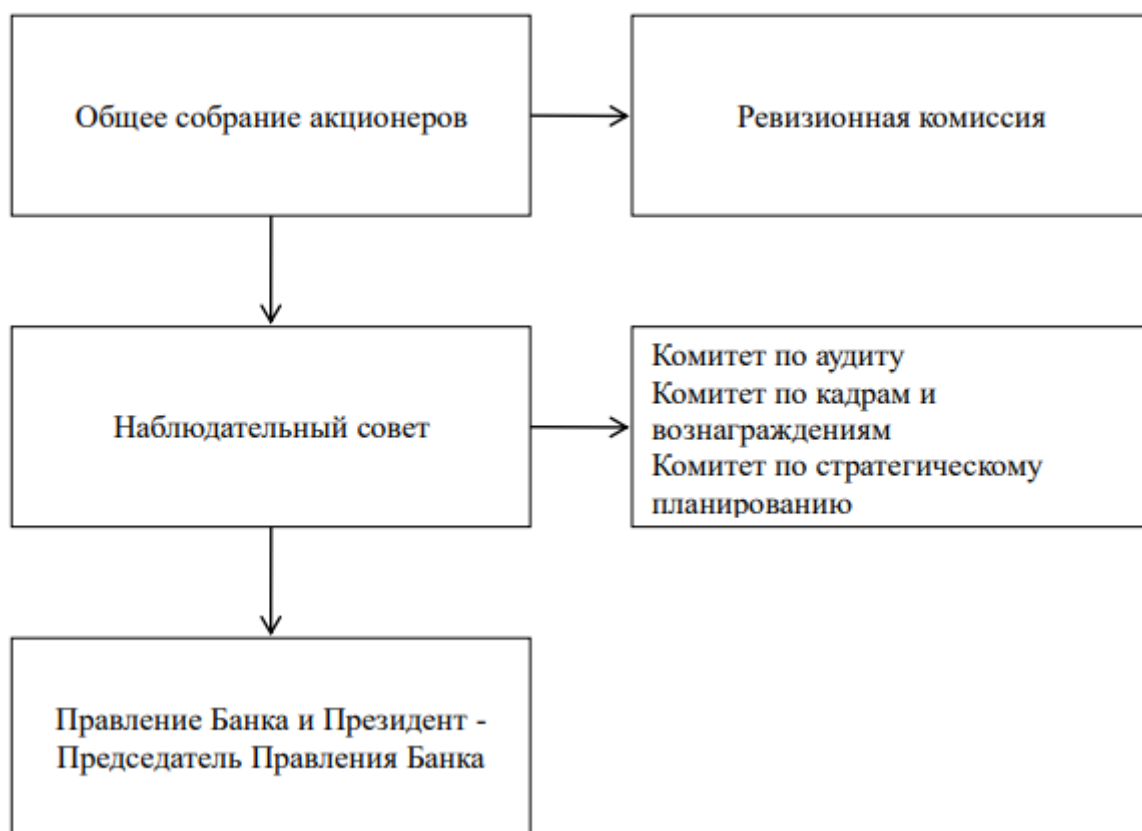 Общее собрание акционеров
Ревизионная комиссия
Наблюдательный совет
Комитет по аудиту
Комитет по кадрам и
вознаграждениям
Комитет по стратегическому
планированию
Правление Банка и Президент -
Председатель Правления Банка